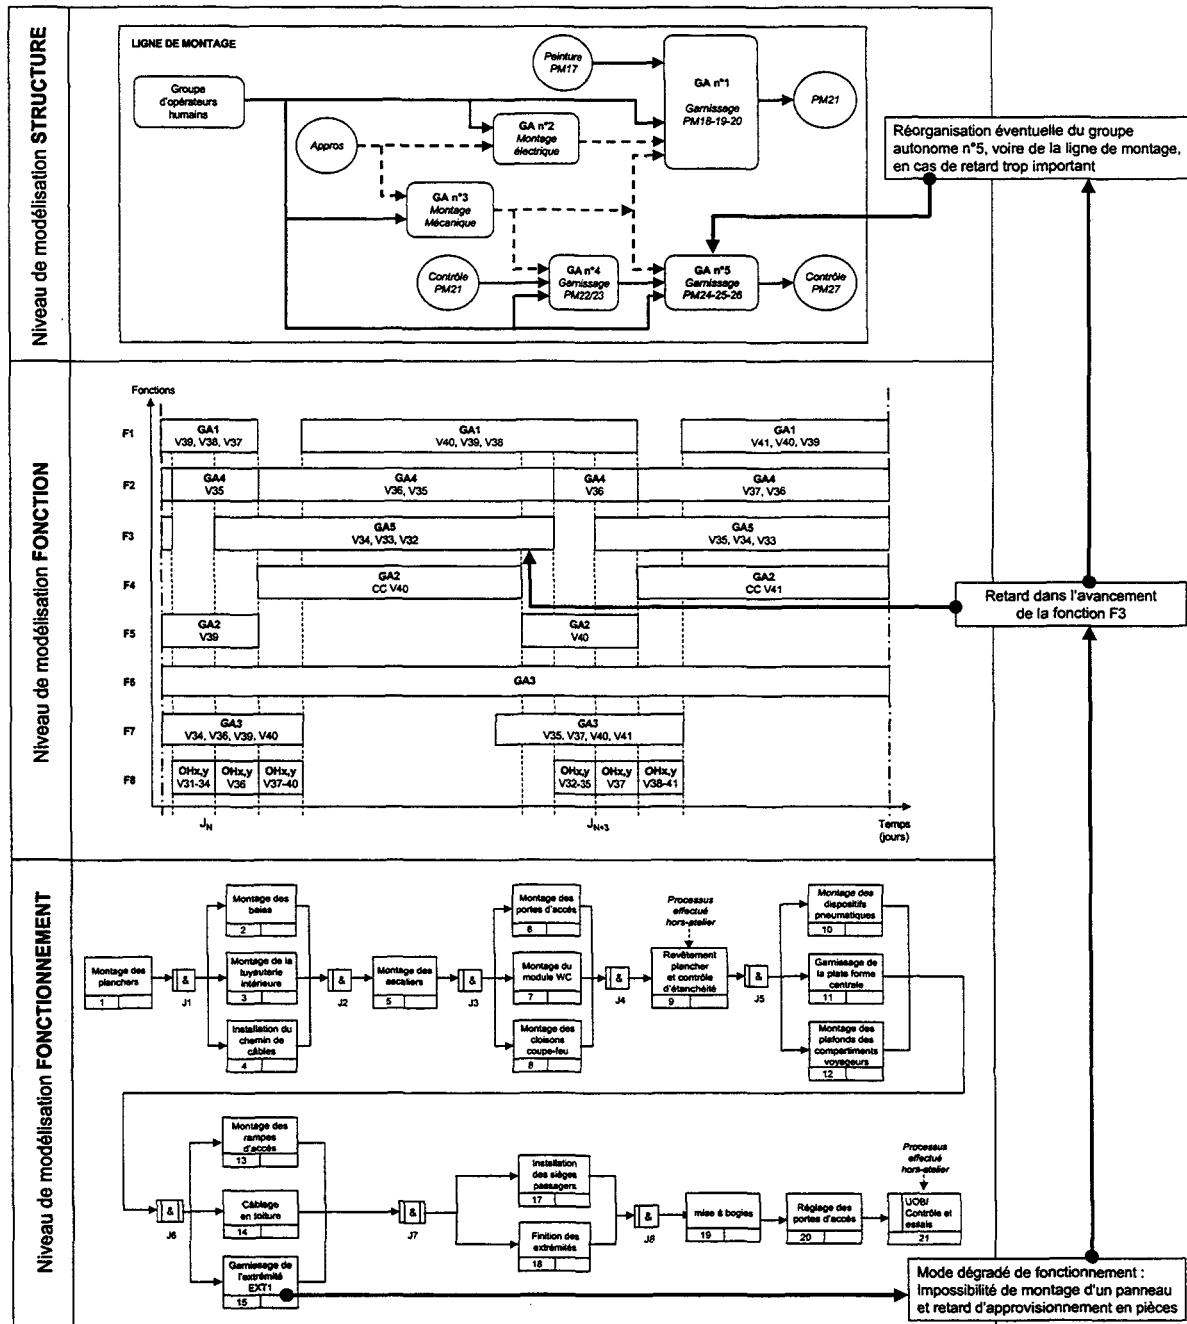 Niveau de modélisation STRUCTURE
LIGNE DE MONTAGE
Groupe
d'opérateurs
humains
Appros
Peinture
PM17
GA n°1
Garnissage
PM18-19-20
PM21
GA n°2
Montage
électrique
GA n°3
Montage
Mécanique
Contrôle
PM21
GA n°4
Garnissage
PM22/23
GA n°5
Garnissage
PM24-25-26
Contrôle
PM27
Réorganisation éventuelle du groupe
autonome n°5, voire de la ligne de montage,
en cas de retard trop important
Niveau de modélisation FONCTION
Fonctions
F1
GA1
V39, V38, V37
GA1
V40, V39, V38
GA1
V41, V40, V39
F2
GA4
V35
GA4
V36, V35
GA4
V36
GA4
V37, V36
F3
GA5
V34, V33, V32
GA5
V35, V34, V33
F4
GA2
CC V40
GA2
CC V41
F5
GA2
V39
GA2
V40
F6
GA3
F7
GA3
V34, V36, V39, V40
GA3
V35, V37, V40, V41
F8
OHx,y
V31-34
OHx,y
V36
OHx,y
V37-40
OHx,y
V32-35
OHx,y
V37
OHx,y
V38-41
JN
JN+3
Temps
(jours)
Retard dans l'avancement
de la fonction F3
Niveau de modélisation FONCTIONNEMENT
Montage des
planchers
1
&
J1
Montage des
baies
2
Montage de la
tuyauterie
intérieure
3
Installation du
chemin de
câbles
4
&
J2
Montage des
escaliers
5
&
J3
Montage des
portes d'accès
6
Montage du
module WC
7
Montage des
cloisons
coupe-feu
8
&
J4
Processus
effectué
hors-atelier
Revêtement
plancher
et contrôle
d'étanchéité
9
&
J5
Montage des
dispositifs
pneumatiques
10
Garnissage de
la plate forme
centrale
11
Montage des
plafonds des
compartiments
voyageurs
12
&
J6
Montage des
rampes
d'accès
13
Câblage
en toiture
14
Garnissage de
l'extrémité
EXT1
15
&
J7
Installation
des sièges
passagers
17
Finition des
extrémités
18
&
J8
mise à bogies
19
Réglage des
portes d'accès
20
Processus
effectué
hors-atelier
UOB/
Contrôle et
essais
21
Mode dégradé de fonctionnement :
Impossibilité de montage d'un panneau
et retard d'approvisionnement en pièces